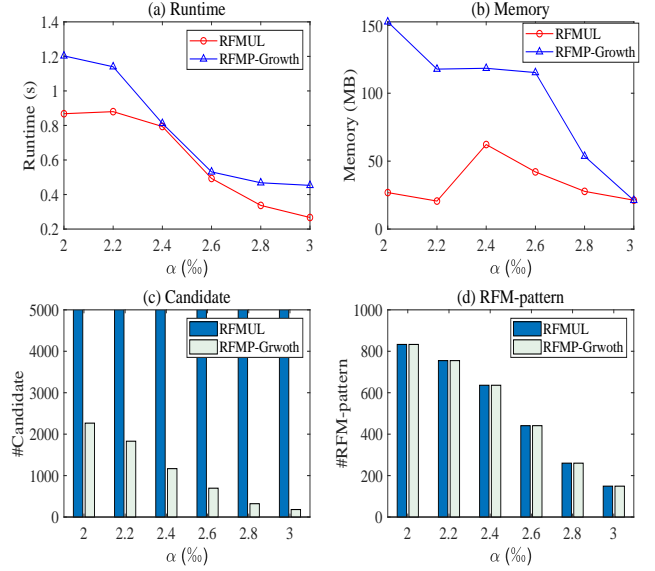 (a) Runtime
1.4
1.2
1
0.8
0.6
0.4
0.2
Runtime (s)
RFMUL
RFMP-Growth
2 2.2 2.4 2.6 2.8 3
α (‰)
(b) Memory
150
100
50
0
Memory (MB)
RFMUL
RFMP-Growth
2 2.2 2.4 2.6 2.8 3
α (‰)
(c) Candidate
5000
4000
3000
2000
1000
0
#Candidate
RFMUL
RFMP-Grwoth
2 2.2 2.4 2.6 2.8 3
α (‰)
(d) RFM-pattern
1000
800
600
400
200
0
#RFM-pattern
RFMUL
RFMP-Grwoth
2 2.2 2.4 2.6 2.8 3
α (‰)